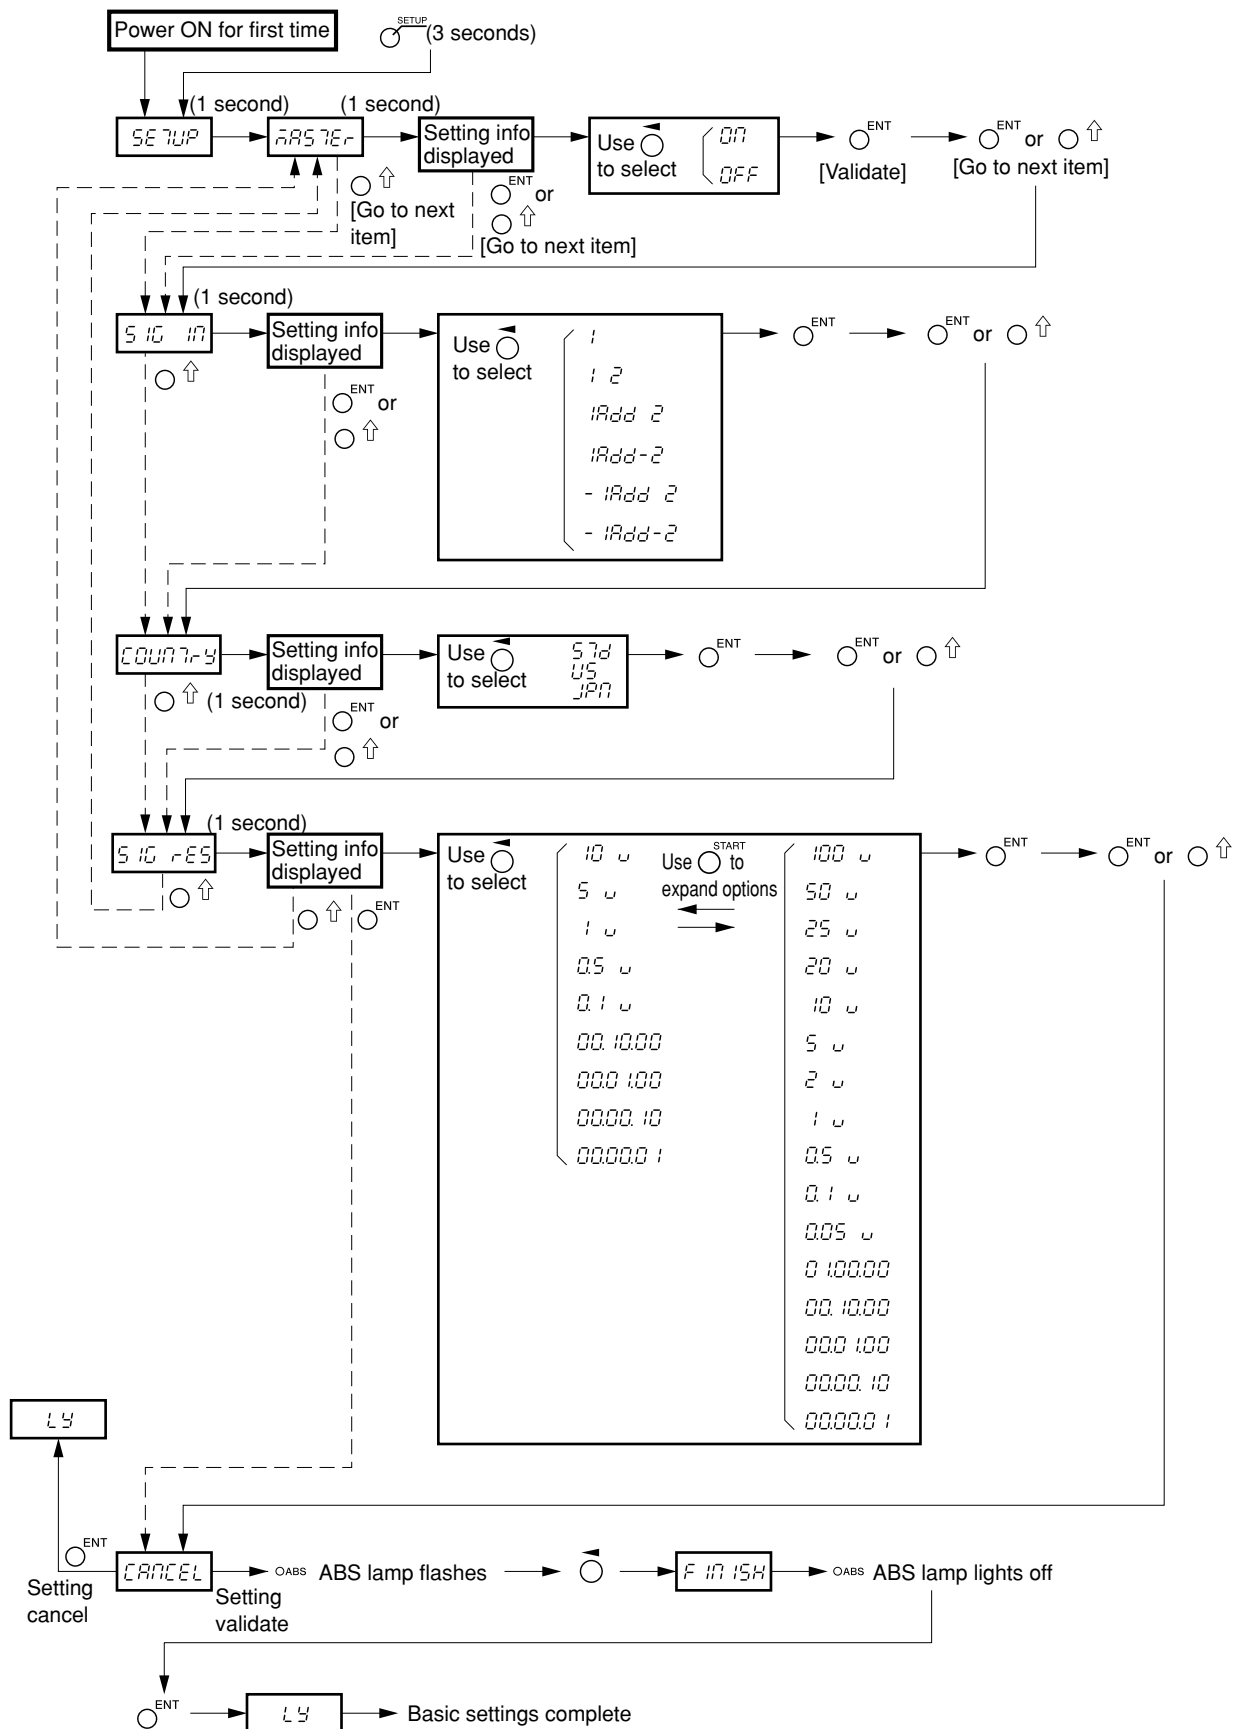 Power ON for first time
SETUP
(3 seconds)
(1 second)
(1 second)
SETUP
MASTEr
Setting info
displayed
Use
to select
ON
OFF
ENT
[Validate]
ENT or
[Go to next item]
[Go to next
item]
ENT or
[Go to next item]
(1 second)
SIG IN
Setting info
displayed
Use
to select
1
1 2
1Add 2
1Add-2
-1Add 2
-1Add-2
ENT
ENT or
ENT or
COUNTrY
(1 second)
Setting info
displayed
Use
to select
STd
US
JPN
ENT
ENT or
ENT or
(1 second)
SIG rES
Setting info
displayed
ENT
Use
to select
10 u
5 u
1 u
0.5 u
0.1 u
00.10.00
00.01.00
00.00.10
00.00.01
START
Use to
expand options
100 u
50 u
25 u
20 u
10 u
5 u
2 u
1 u
0.5 u
0.1 u
0.05 u
01.00.00
00.10.00
00.01.00
00.00.10
00.00.01
ENT
ENT or
LY
ENT
Setting
cancel
CANCEL
Setting
validate
ABS ABS lamp flashes
FINISH
ABS ABS lamp lights off
ENT
LY
Basic settings complete